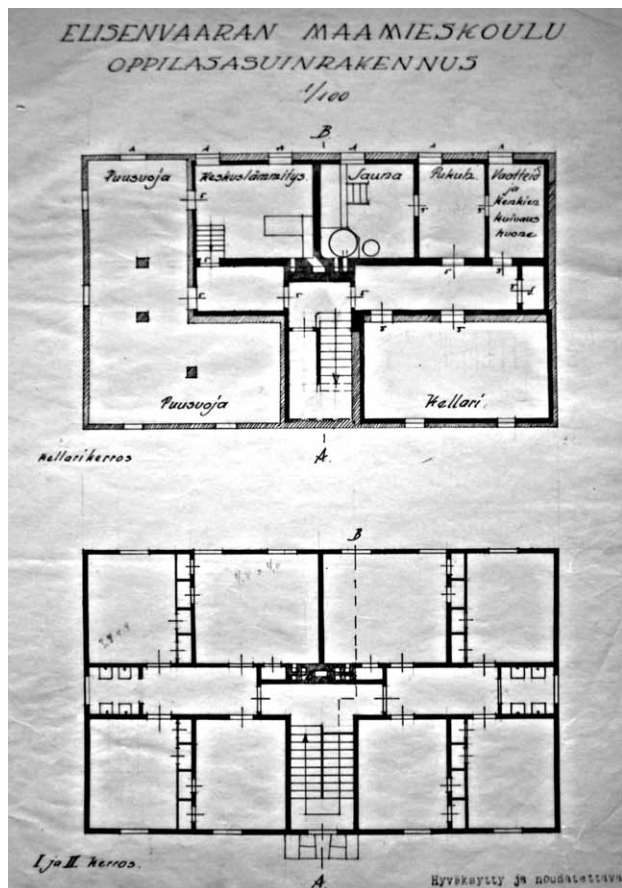 ELISENVAARAN MAAMIESKOULU
OPPILASASUINRAKENNUS
1/100
B
Puusuoja
Keskuslämmitys.
Sauna
Pukuh.
Vaatteid
ja
kenkien
kuivaus
huone
Puusuoja
Kellari.
Kellarikerros
A.
B
I ja II kerros.
A.
Hyväksytty ja noudatettava